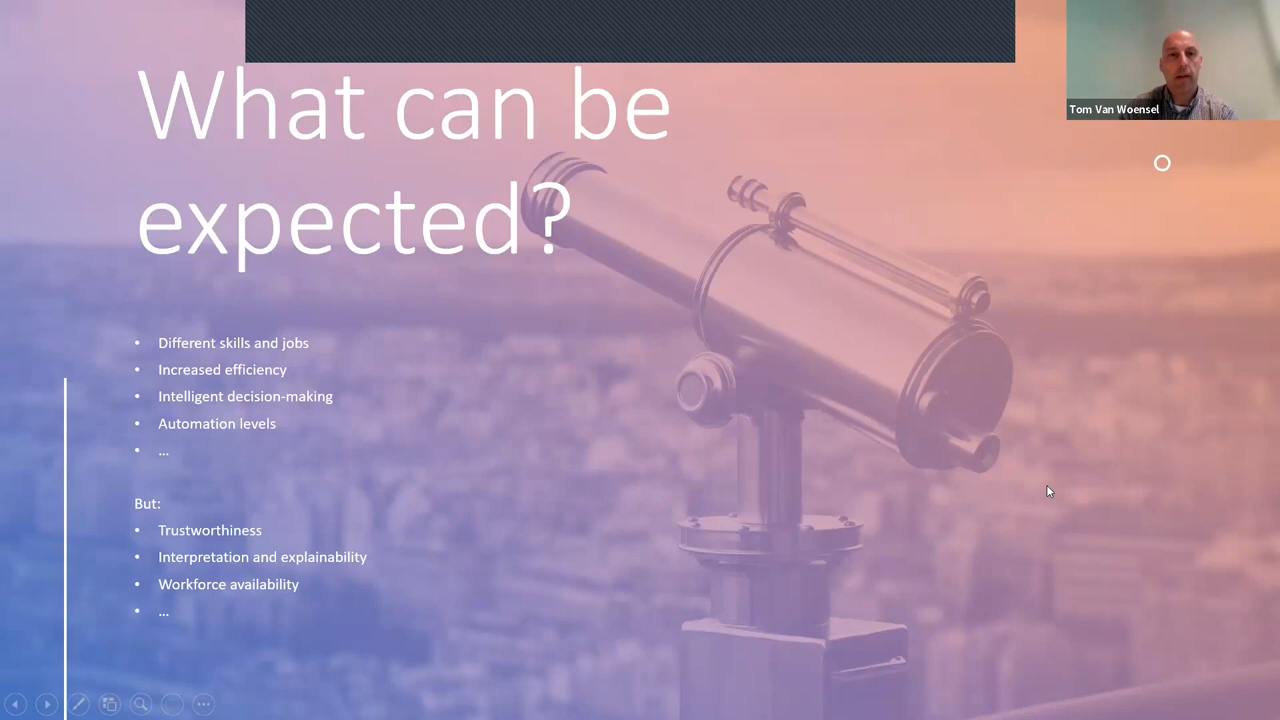 What can be
expected?
• Different skills and jobs
• Increased efficiency
• Intelligent decision-making
• Automation levels
• ...
But:
• Trustworthiness
• Interpretation and explainability
• Workforce availability
• ...
Tom Van Woensel